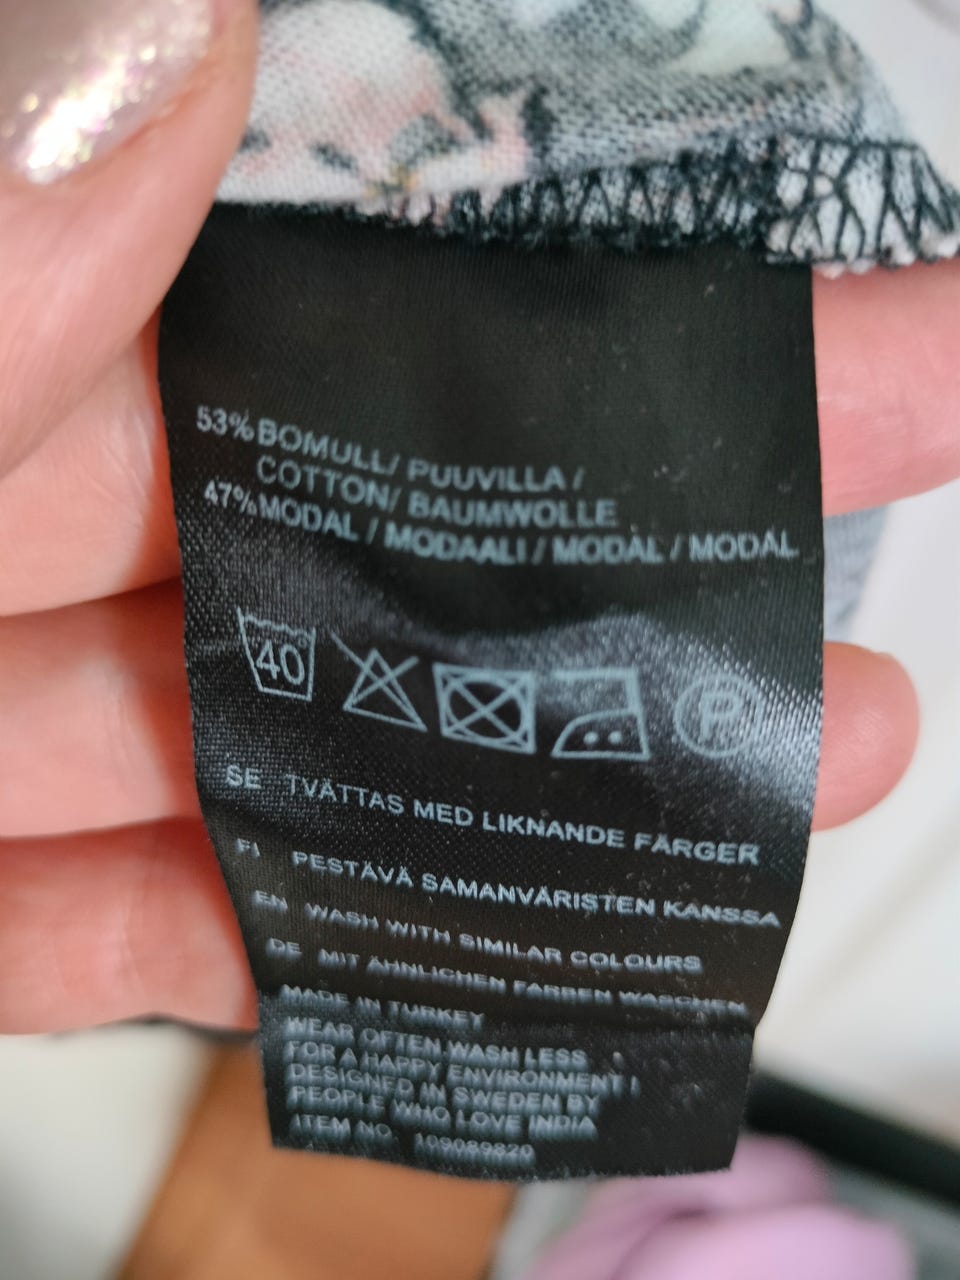 53% BOMULL/ PUUVILLA /
COTTON/ BAUMWOLLE
47% MODAL / MODAALI / MODAL / MODAL
40
P
SE TVÄTTAS MED LIKNANDE FÄRGER
FI PESTÄVÄ SAMANVÄRISTEN KANSSA
EN WASH WITH SIMILAR COLOURS
DE MIT ÄHNLICHEN FARBEN WASCHEN
MADE IN TURKEY
WEAR OFTEN WASH LESS
FOR A HAPPY ENVIRONMENT !
DESIGNED IN SWEDEN BY
PEOPLE WHO LOVE INDIA
ITEM NO. 109089820